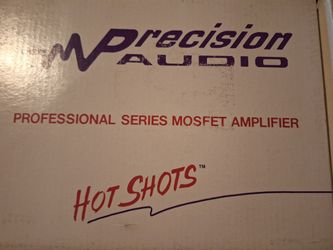 Precision
AUDIO
PROFESSIONAL SERIES MOSFET AMPLIFIER
HOT SHOTS™